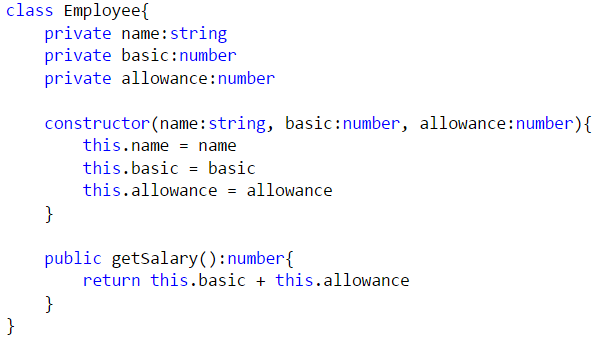 class Employee{
    private name:string
    private basic:number
    private allowance:number

    constructor(name:string, basic:number, allowance:number){
        this.name = name
        this.basic = basic
        this.allowance = allowance
    }

    public getSalary():number{
        return this.basic + this.allowance
    }
}